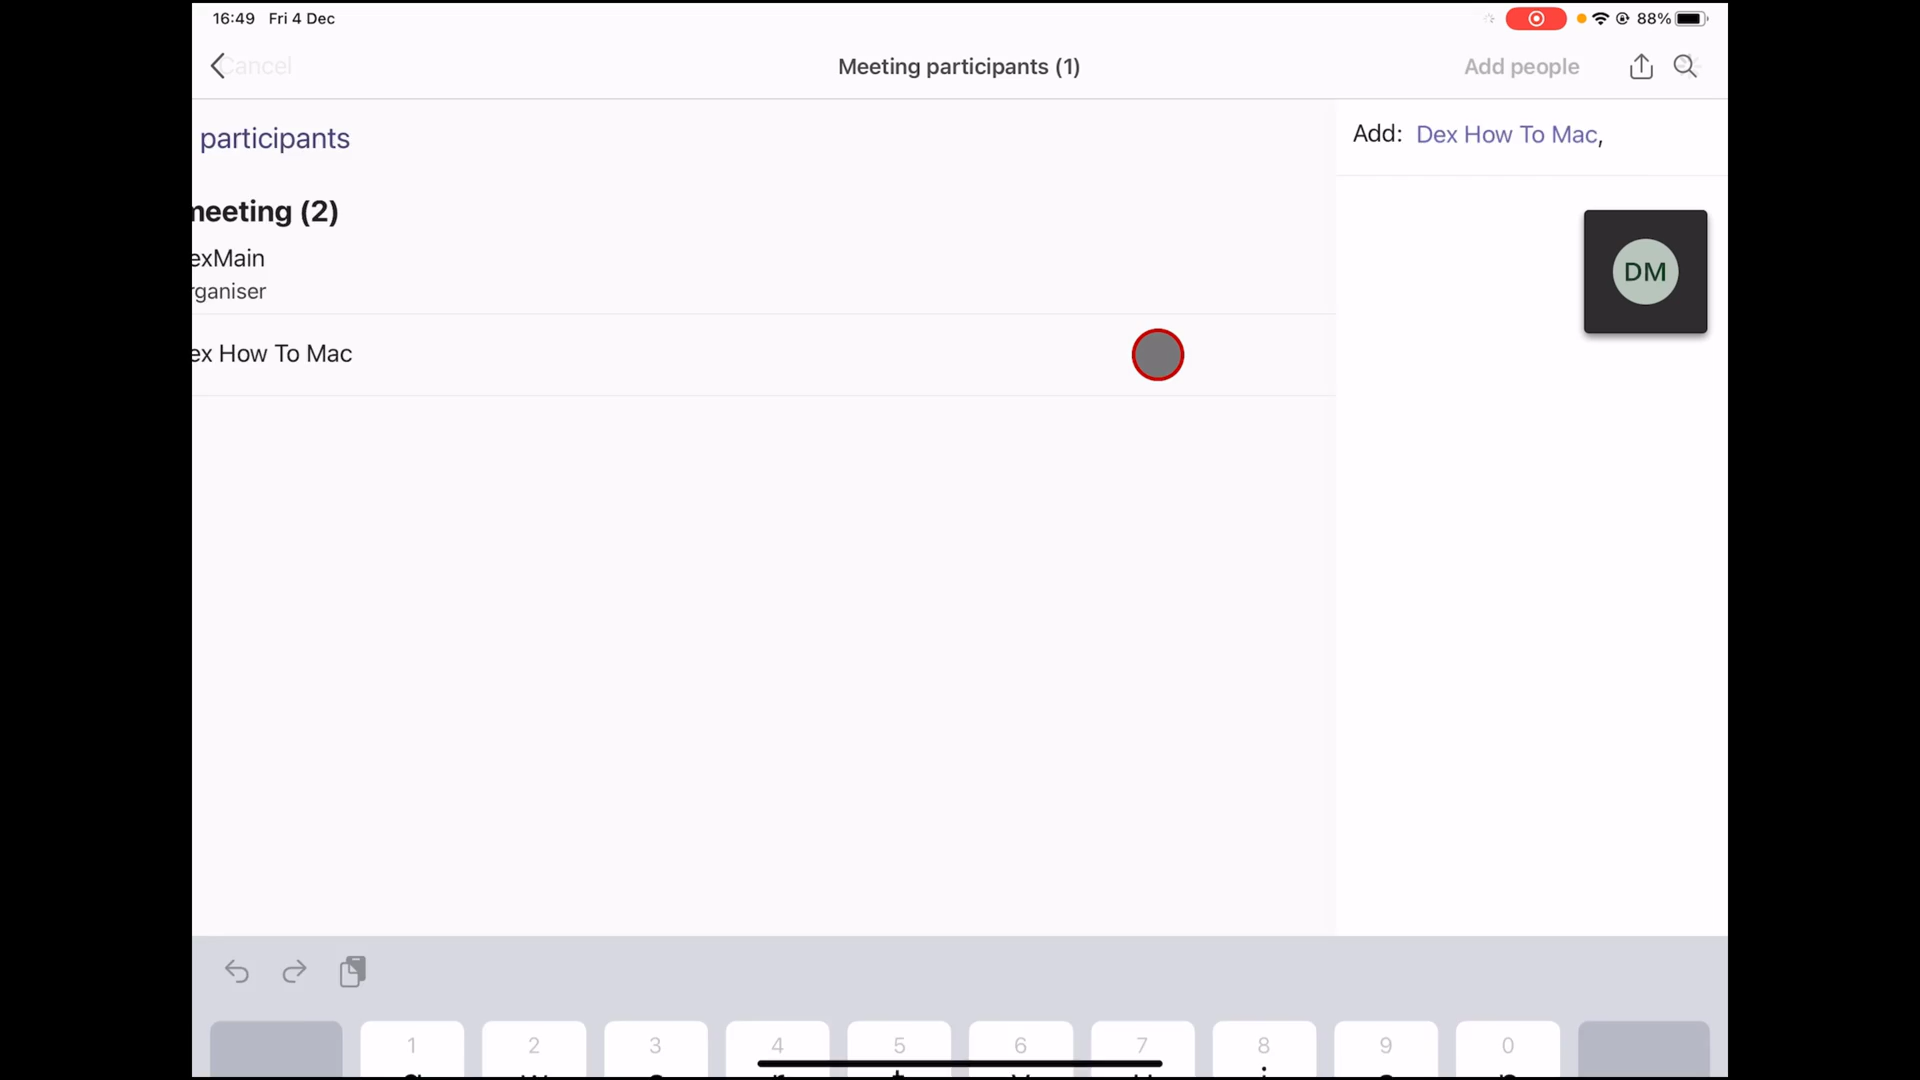 16:49 Fri 4 Dec 88%
Cancel Meeting participants (1) Add people
participants
Add: Dex How To Mac,
meeting (2)
exMain
rganiser
DM
ex How To Mac
1 2 3 4 5 6 7 8 9 0